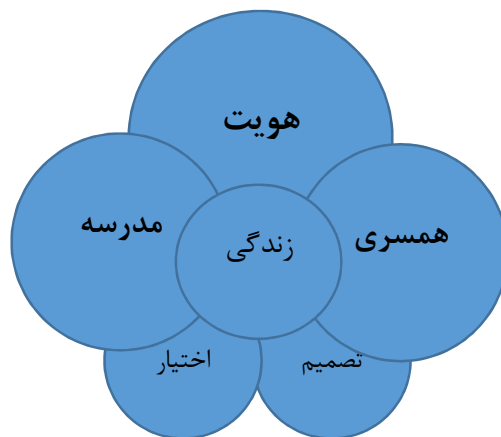 هویت
همسری
مدرسه
زندگی
تصمیم
اختیار